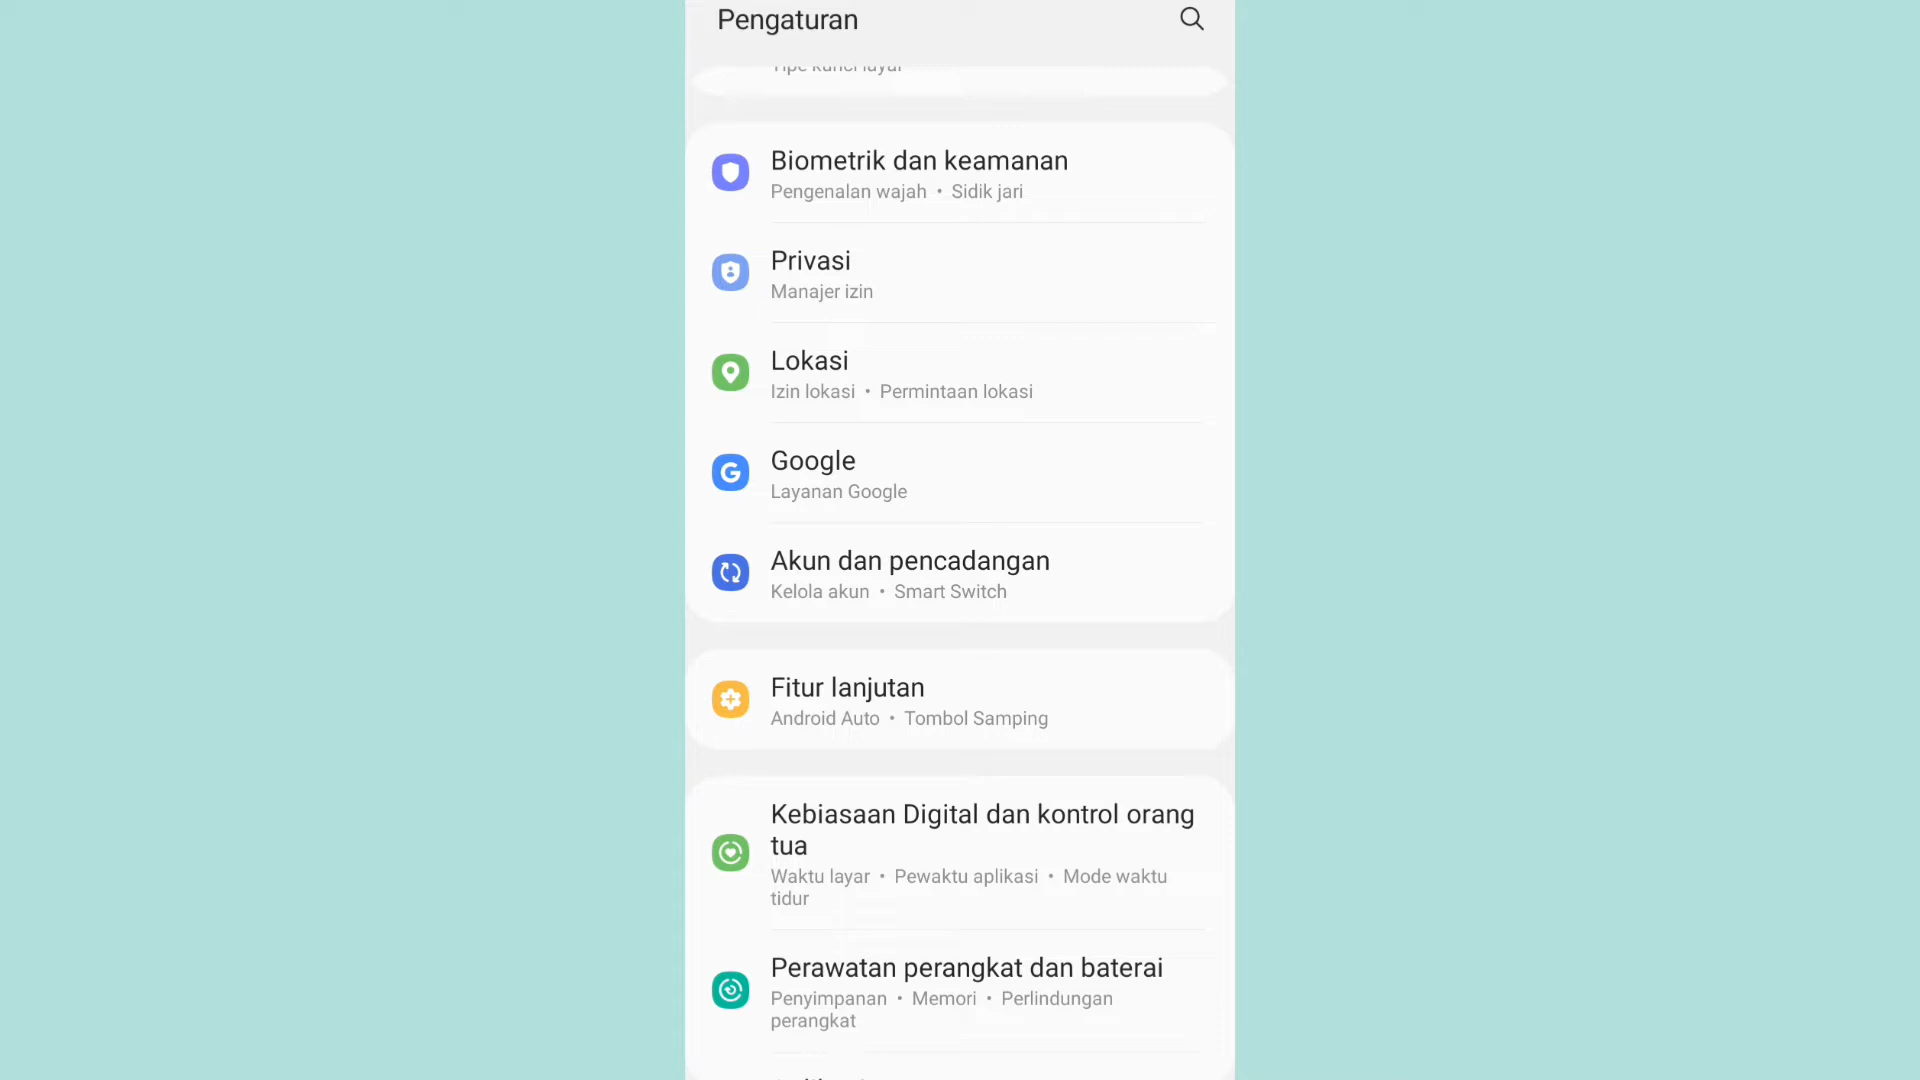 Pengaturan
Tipe kunci layar
Biometrik dan keamanan
Pengenalan wajah • Sidik jari
Privasi
Manajer izin
Lokasi
Izin lokasi • Permintaan lokasi
Google
Layanan Google
Akun dan pencadangan
Kelola akun • Smart Switch
Fitur lanjutan
Android Auto • Tombol Samping
Kebiasaan Digital dan kontrol orang
tua
Waktu layar • Pewaktu aplikasi • Mode waktu
tidur
Perawatan perangkat dan baterai
Penyimpanan • Memori • Perlindungan
perangkat